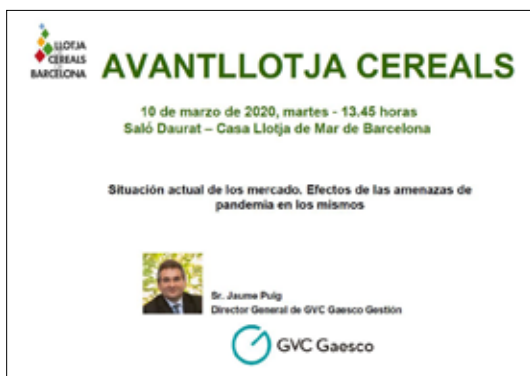 LLOTJA
CEREALS
BARCELONA
AVANTLLOTJA CEREALS
10 de marzo de 2020, martes - 13.45 horas
Saló Daurat – Casa Llotja de Mar de Barcelona
Situación actual de los mercado. Efectos de las amenazas de
pandemia en los mismos
Sr. Jaume Puig
Director General de GVC Gaesco Gestión
GVC Gaesco